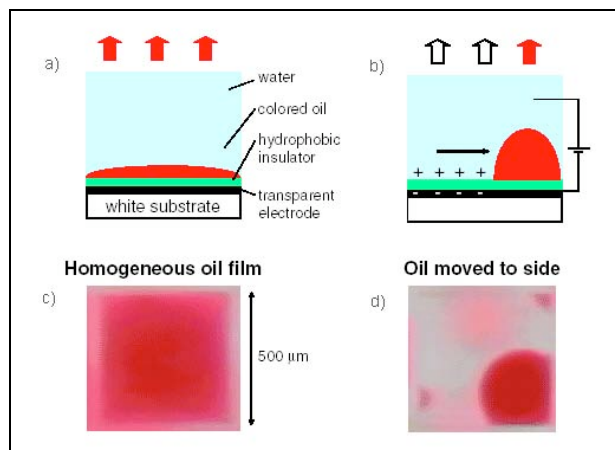 a)
b)
water
colored oil
hydrophobic
insulator
transparent
electrode
white substrate
+ + + +
- - - -
Homogeneous oil film
Oil moved to side
c)
d)
500 μm